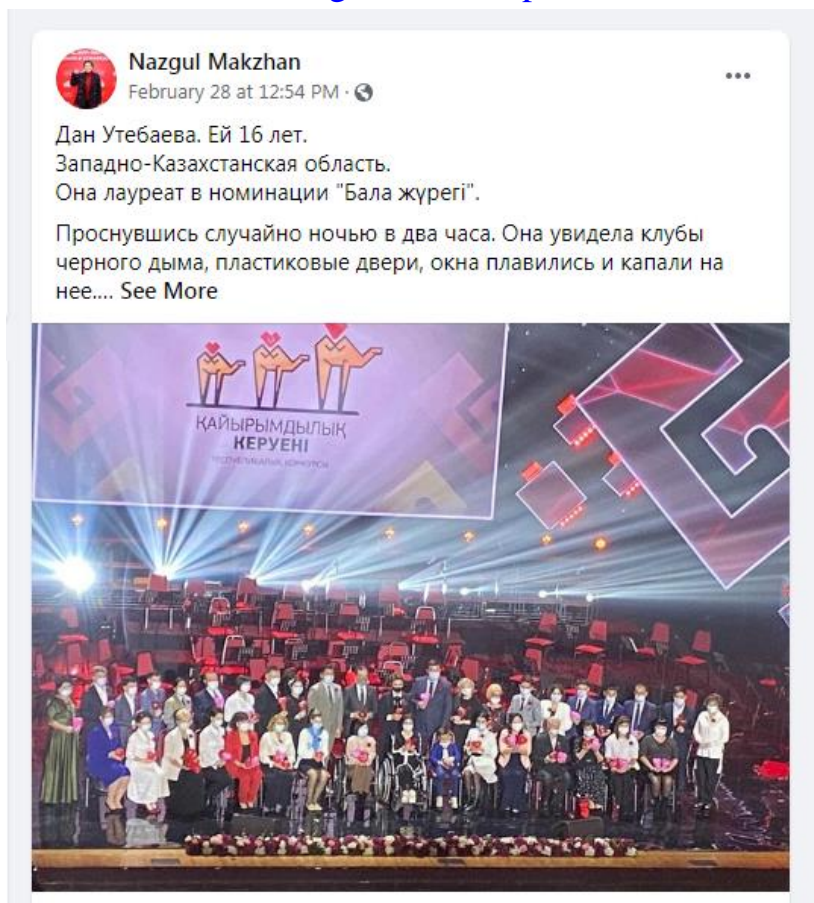 Nazgul Makzhan
February 28 at 12:54 PM ·
Дан Утебаева. Ей 16 лет.
Западно-Казахстанская область.
Она лауреат в номинации "Бала жүрегі".
Проснувшись случайно ночью в два часа. Она увидела клубы
черного дыма, пластиковые двери, окна плавились и капали на
нее.... See More
ҚАЙЫРЫМДЫЛЫҚ
КЕРУЕНІ
РЕСПУБЛИКАЛЫҚ КОНКУРСЫ